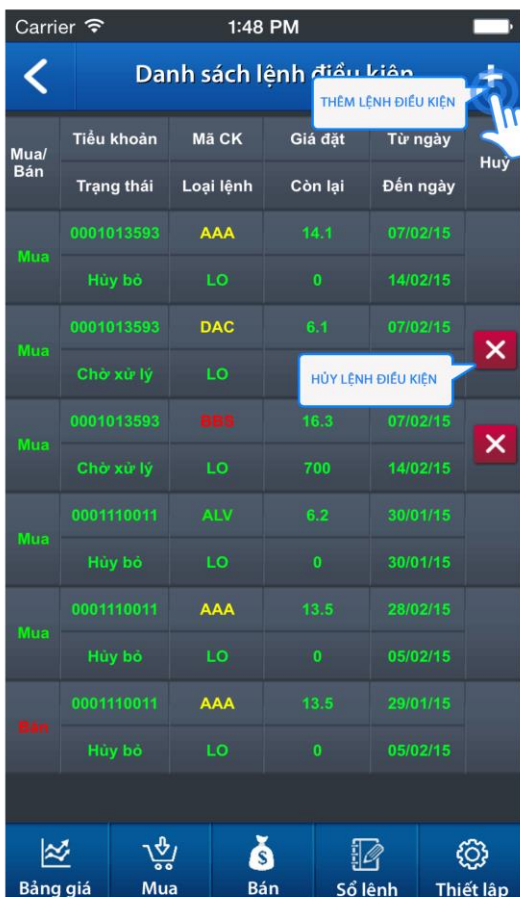 Carrier 1:48 PM
Danh sách lệnh điều kiện
THÊM LỆNH ĐIỀU KIỆN
Mua/ Bán Tiểu khoản Mã CK Giá đặt Từ ngày Huỷ
Trạng thái Loại lệnh Còn lại Đến ngày
Mua 0001013593 AAA 14.1 07/02/15
Hủy bỏ LO 0 14/02/15
Mua 0001013593 DAC 6.1 07/02/15
Chờ xử lý LO
HỦY LỆNH ĐIỀU KIỆN
Mua 0001013593 BBS 16.3 07/02/15
Chờ xử lý LO 700 14/02/15
Mua 0001110011 ALV 6.2 30/01/15
Hủy bỏ LO 0 30/01/15
Mua 0001110011 AAA 13.5 28/02/15
Hủy bỏ LO 0 05/02/15
Bán 0001110011 AAA 13.5 29/01/15
Hủy bỏ LO 0 05/02/15
Bảng giá Mua Bán Sổ lệnh Thiết lập